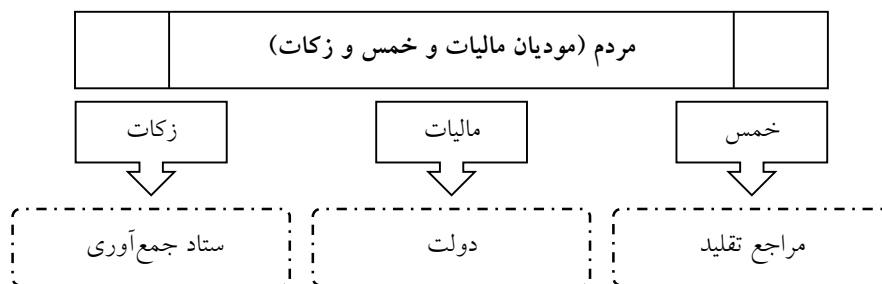 مردم (مودیان مالیات و خمس و زکات)
خمس
مالیات
زکات
مراجع تقلید
دولت
ستاد جمع‌آوری